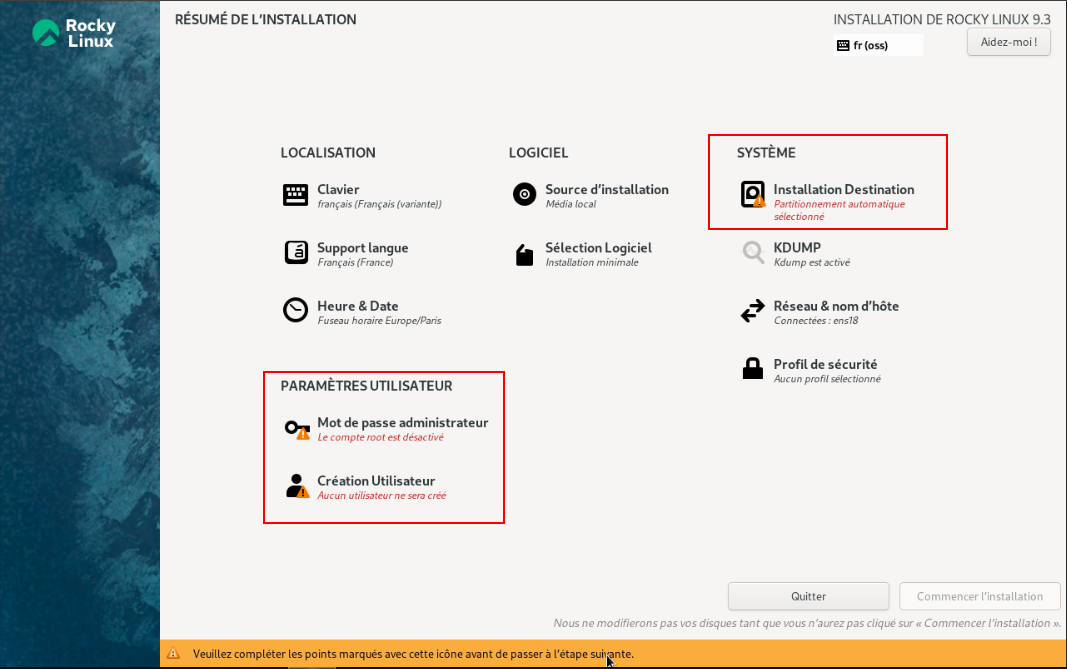 Rocky
Linux
RÉSUMÉ DE L'INSTALLATION
INSTALLATION DE ROCKY LINUX 9.3
fr (oss)
Aidez-moi !
LOCALISATION
Clavier
français (Français (variante))
Support langue
Français (France)
Heure & Date
Fuseau horaire Europe/Paris
LOGICIEL
Source d'installation
Média local
Sélection Logiciel
Installation minimale
SYSTÈME
Installation Destination
Partitionnement automatique
sélectionné
KDUMP
Kdump est activé
Réseau & nom d'hôte
Connectées : ens18
Profil de sécurité
Aucun profil sélectionné
PARAMÈTRES UTILISATEUR
Mot de passe administrateur
Le compte root est désactivé
Création Utilisateur
Aucun utilisateur ne sera créé
Quitter
Commencer l'installation
Nous ne modifierons pas vos disques tant que vous n'aurez pas cliqué sur « Commencer l'installation ».
Veuillez compléter les points marqués avec cette icône avant de passer à l'étape suivante.